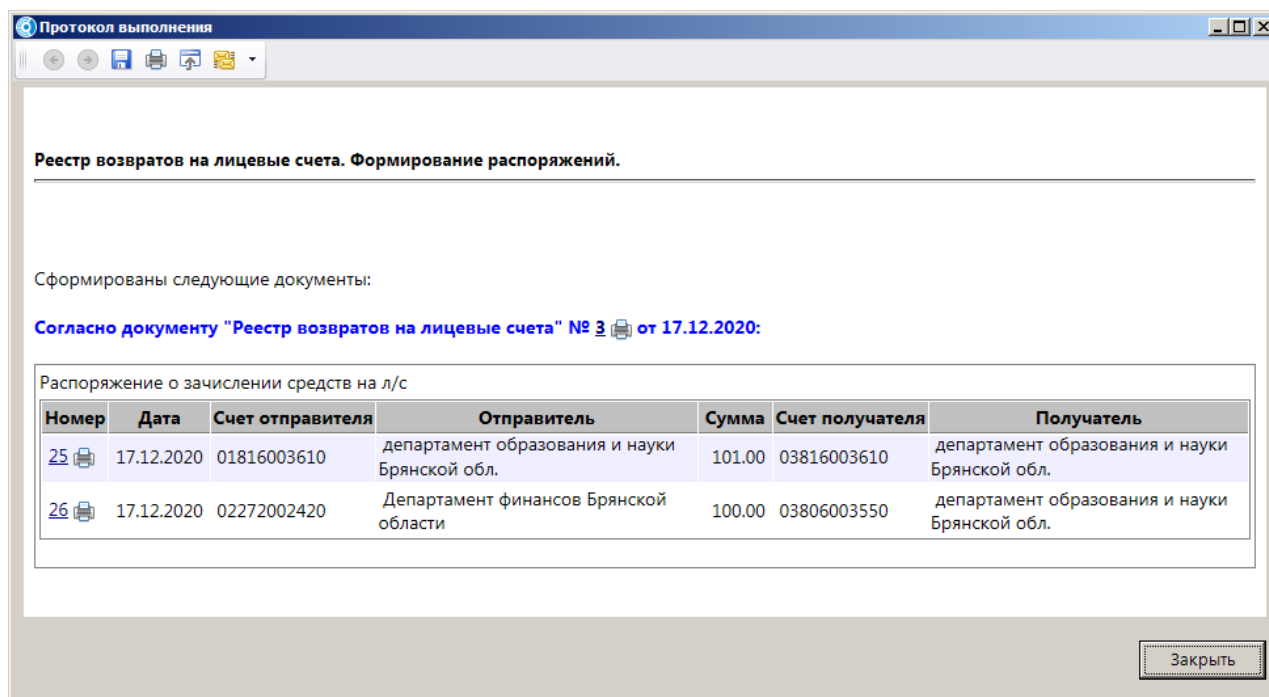 Протокол выполнения
Реестр возвратов на лицевые счета. Формирование распоряжений.
Сформированы следующие документы:
Согласно документу "Реестр возвратов на лицевые счета" № 3 от 17.12.2020:
Распоряжение о зачислении средств на л/с
Номер Дата Счет отправителя Отправитель Сумма Счет получателя Получатель
25 17.12.2020 01816003610 департамент образования и науки Брянской обл. 101.00 03816003610 департамент образования и науки Брянской обл.
26 17.12.2020 02272002420 Департамент финансов Брянской области 100.00 03806003550 департамент образования и науки Брянской обл.
Закрыть